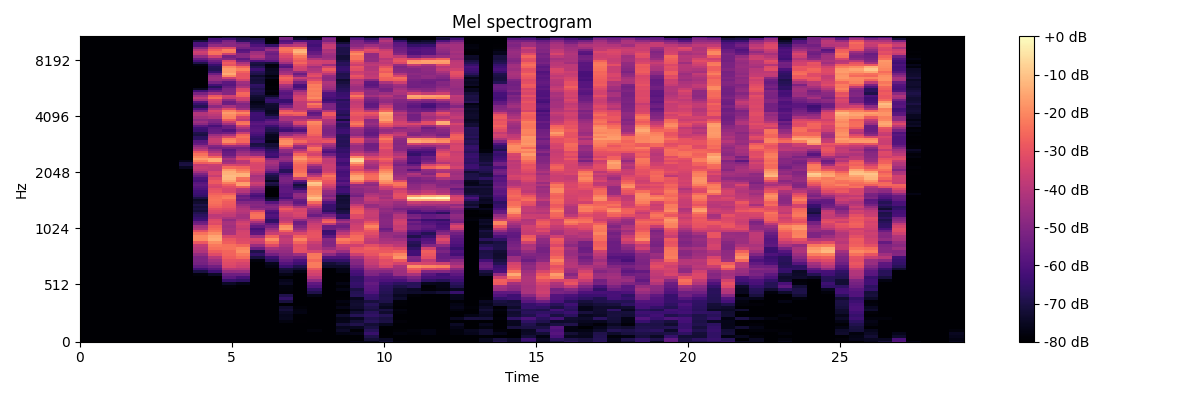 Mel spectrogram
+0 dB
8192
-10 dB
4096
-20 dB
-30 dB
2048
Hz
-40 dB
1024
-50 dB
-60 dB
512
-70 dB
0
-80 dB
0 5 10 15 20 25
Time